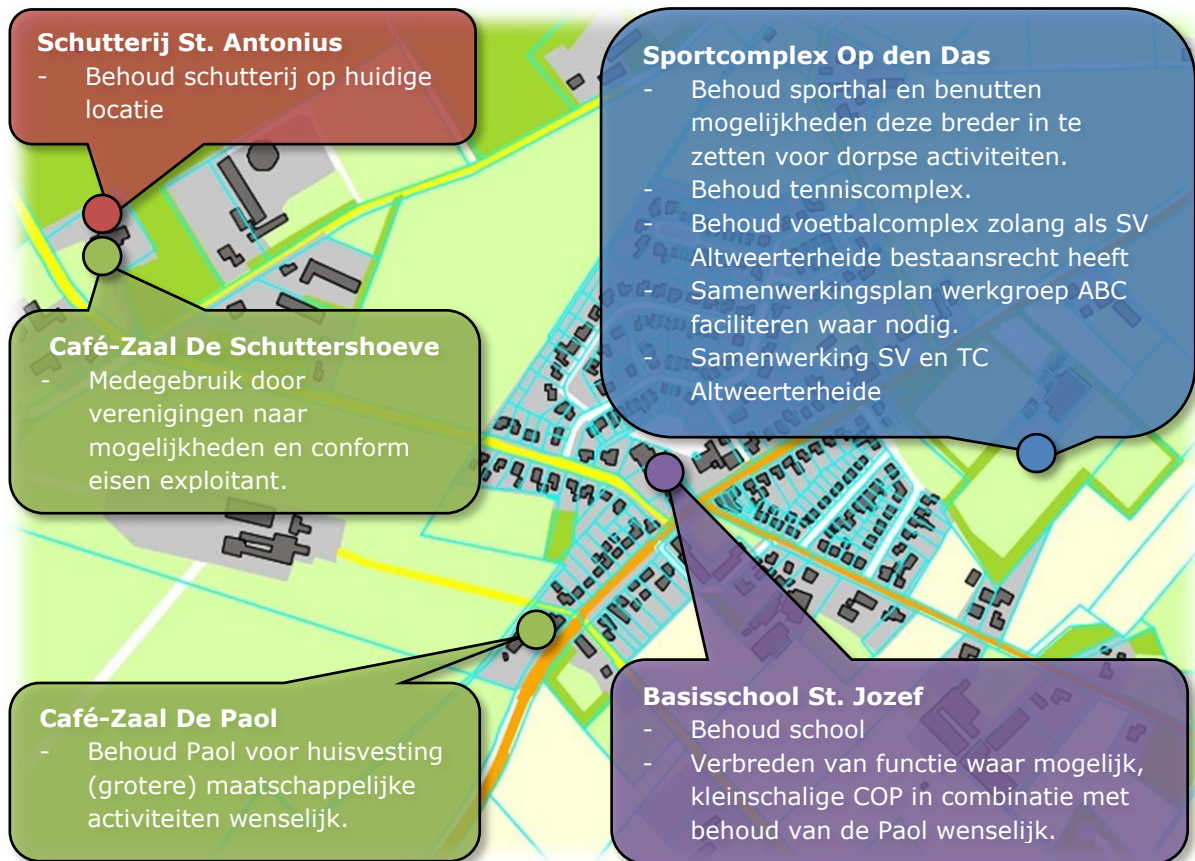 Schutterij St. Antonius
- Behoud schutterij op huidige
locatie
Sportcomplex Op den Das
- Behoud sporthal en benutten
mogelijkheden deze breder in te
zetten voor dorpse activiteiten.
- Behoud tenniscomplex.
- Behoud voetbalcomplex zolang als SV
Altweerterheide bestaansrecht heeft
- Samenwerkingsplan werkgroep ABC
faciliteren waar nodig.
- Samenwerking SV en TC
Altweerterheide
Café-Zaal De Schuttershoeve
- Medegebruik door
verenigingen naar
mogelijkheden en conform
eisen exploitant.
Café-Zaal De Paol
- Behoud Paol voor huisvesting
(grotere) maatschappelijke
activiteiten wenselijk.
Basisschool St. Jozef
- Behoud school
- Verbreden van functie waar mogelijk,
kleinschalige COP in combinatie met
behoud van de Paol wenselijk.